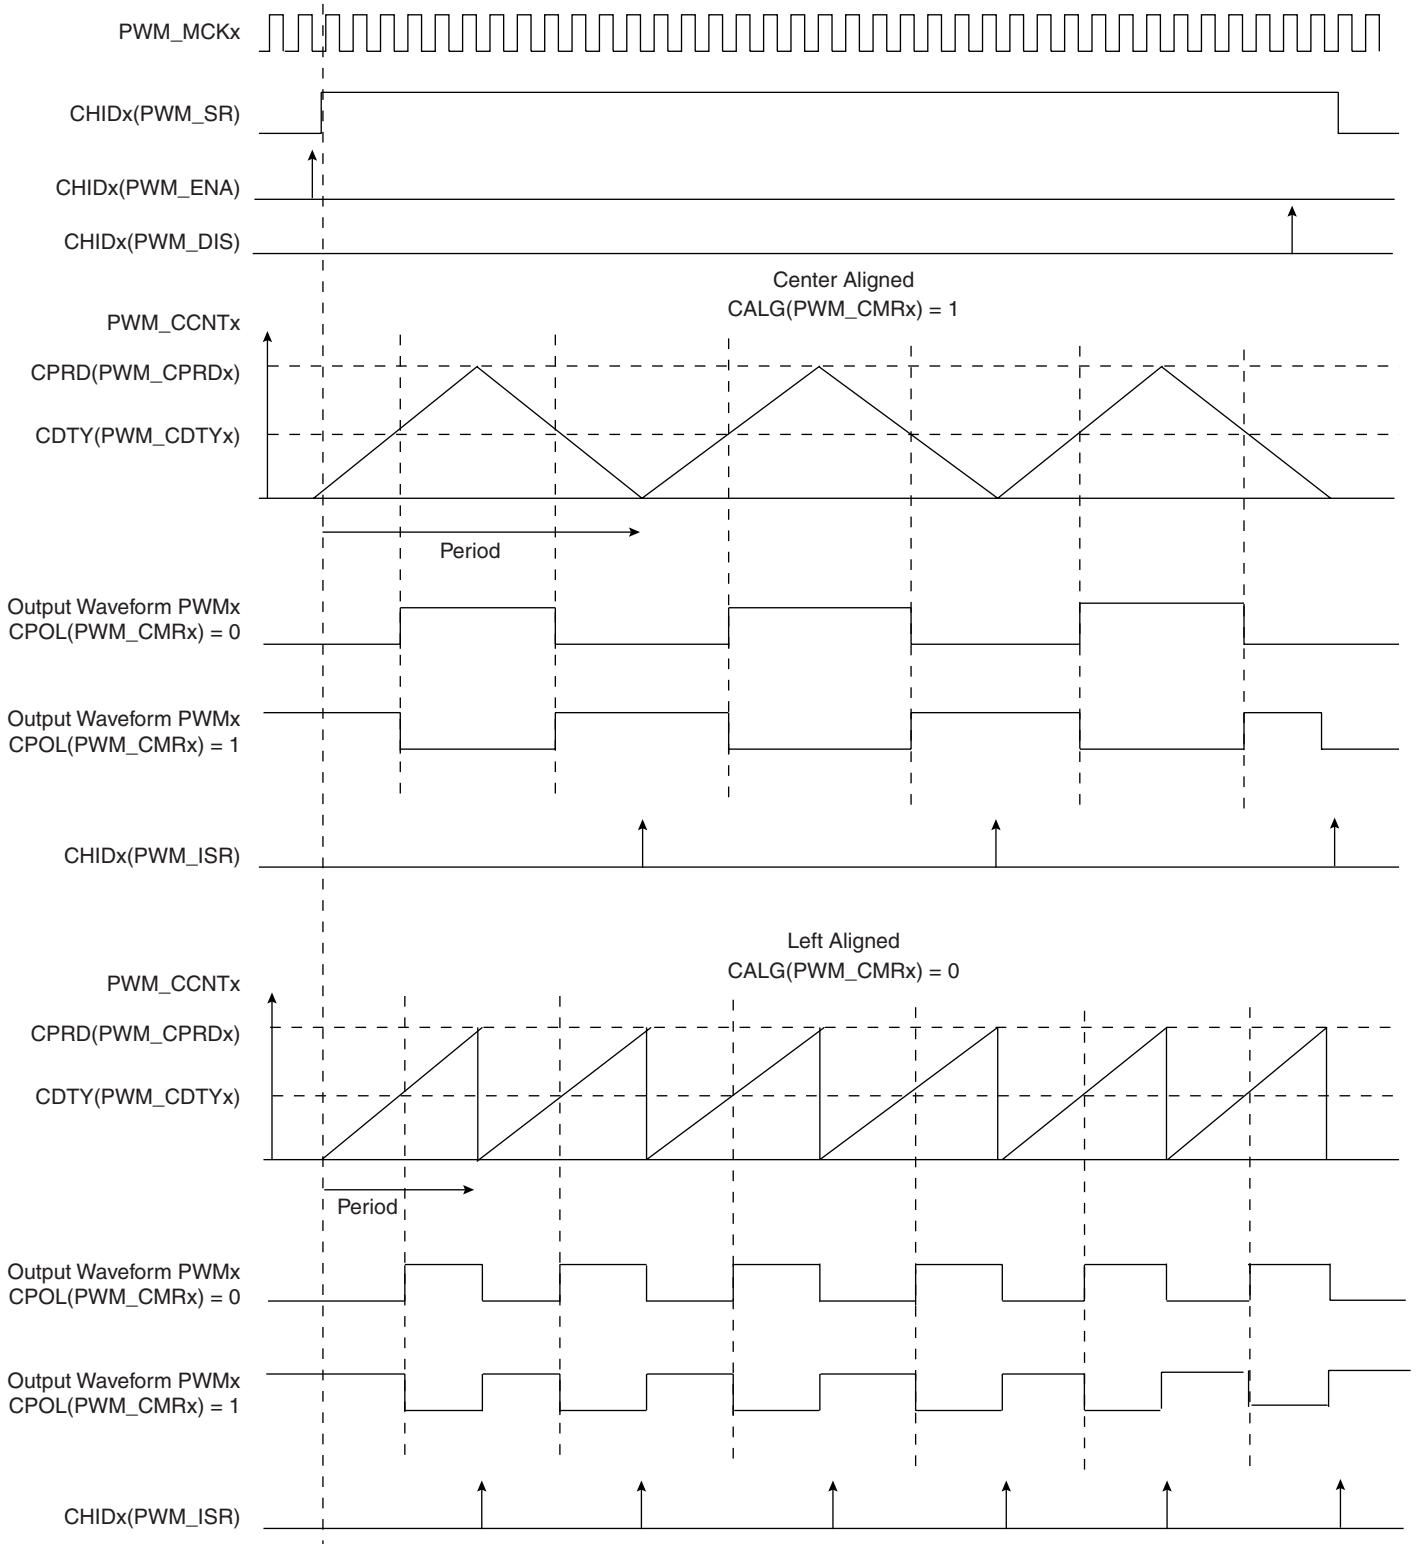 PWM_MCKx
CHIDx(PWM_SR)
CHIDx(PWM_ENA)
CHIDx(PWM_DIS)
Center Aligned
CALG(PWM_CMRx) = 1
PWM_CCNTx
CPRD(PWM_CPRDx)
CDTY(PWM_CDTYx)
Period
Output Waveform PWMx
CPOL(PWM_CMRx) = 0
Output Waveform PWMx
CPOL(PWM_CMRx) = 1
CHIDx(PWM_ISR)
Left Aligned
CALG(PWM_CMRx) = 0
PWM_CCNTx
CPRD(PWM_CPRDx)
CDTY(PWM_CDTYx)
Period
Output Waveform PWMx
CPOL(PWM_CMRx) = 0
Output Waveform PWMx
CPOL(PWM_CMRx) = 1
CHIDx(PWM_ISR)